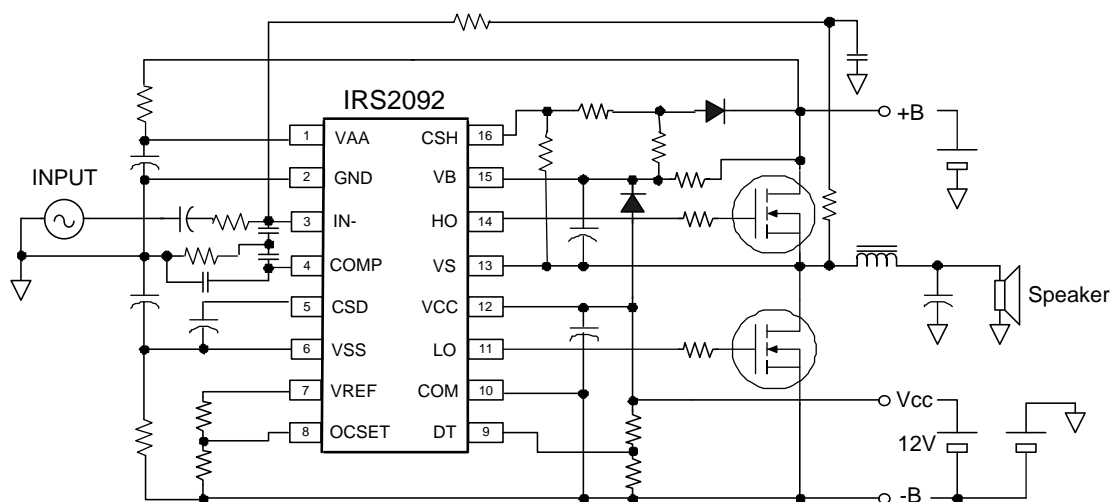 IRS2092
1 VAA CSH 16
+B
INPUT
2 GND VB 15
3 IN- HO 14
4 COMP VS 13
5 CSD VCC 12
Speaker
6 VSS LO 11
7 VREF COM 10
Vcc
8 OCSET DT 9
12V
-B